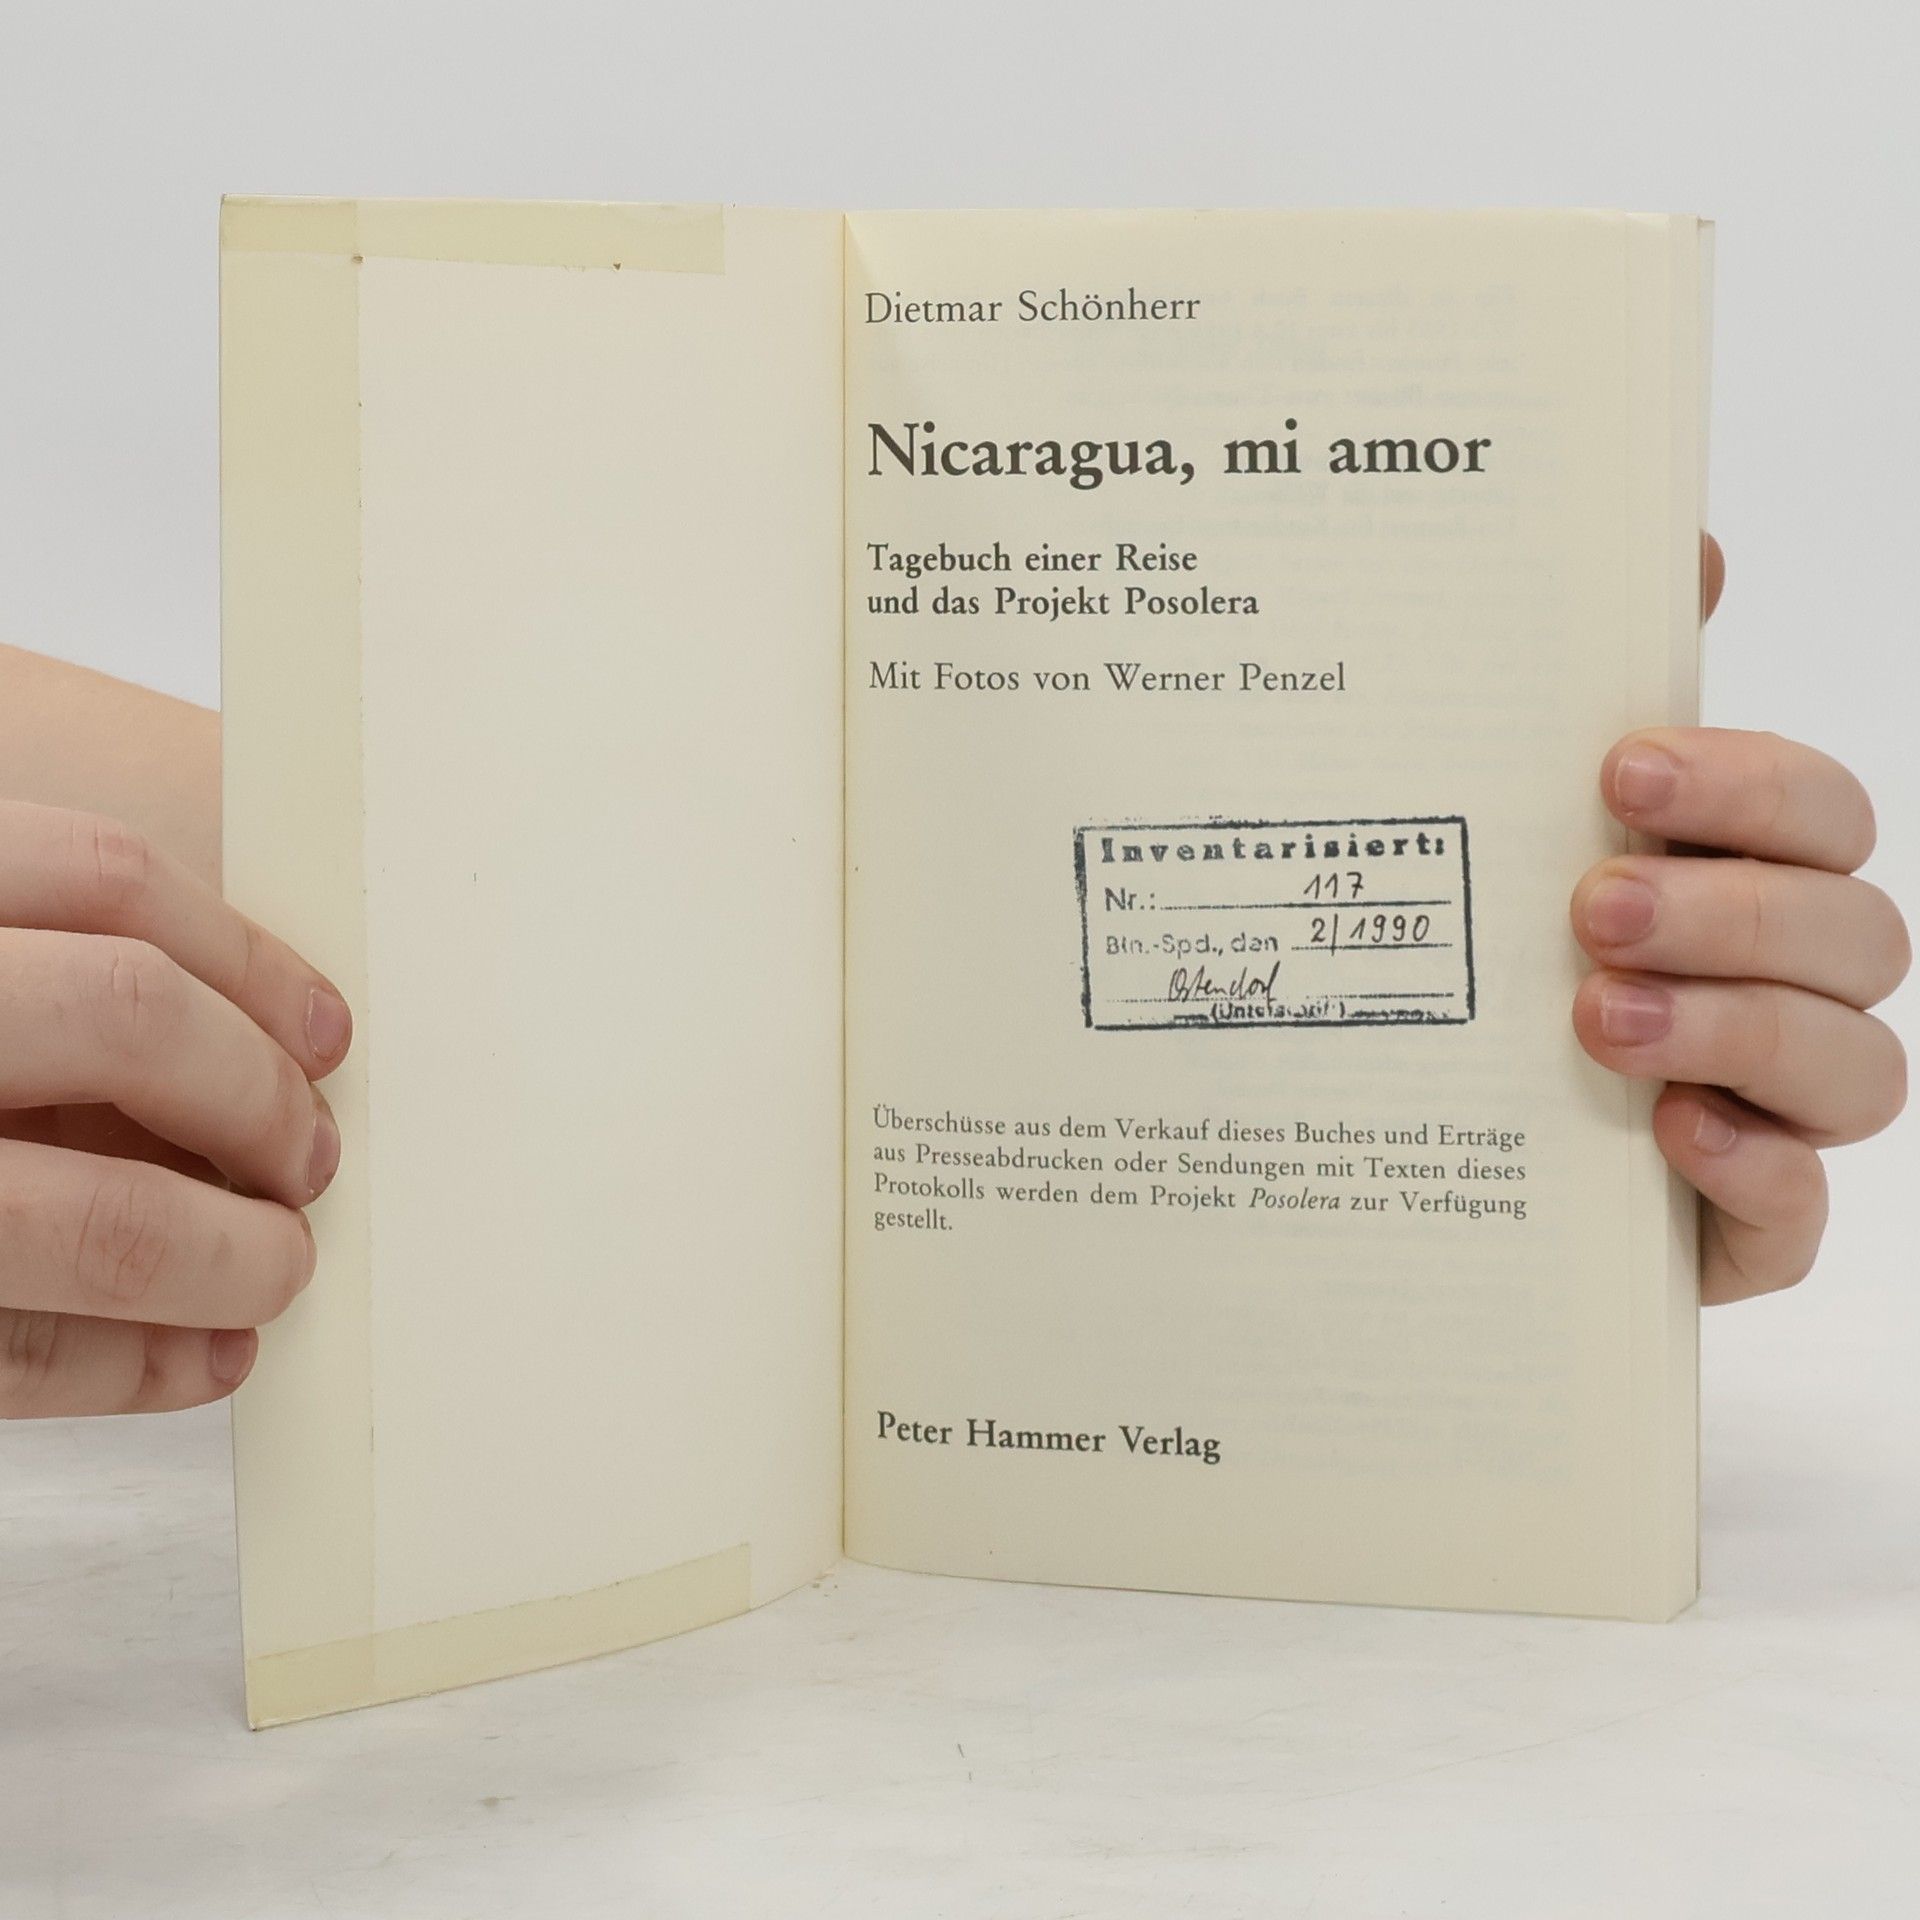 Dietmar Schönherr
Nicaragua, mi amor
Tagebuch einer Reise
und das Projekt Posolera
Mit Fotos von Werner Penzel
Inventarisiert:
Nr.: 117
Bln.-Spd., den 2/1990
Ostendorf
(Unterschrift)
Überschüsse aus dem Verkauf dieses Buches und Erträge
aus Presseabdrucken oder Sendungen mit Texten dieses
Protokolls werden dem Projekt Posolera zur Verfügung
gestellt.
Peter Hammer Verlag